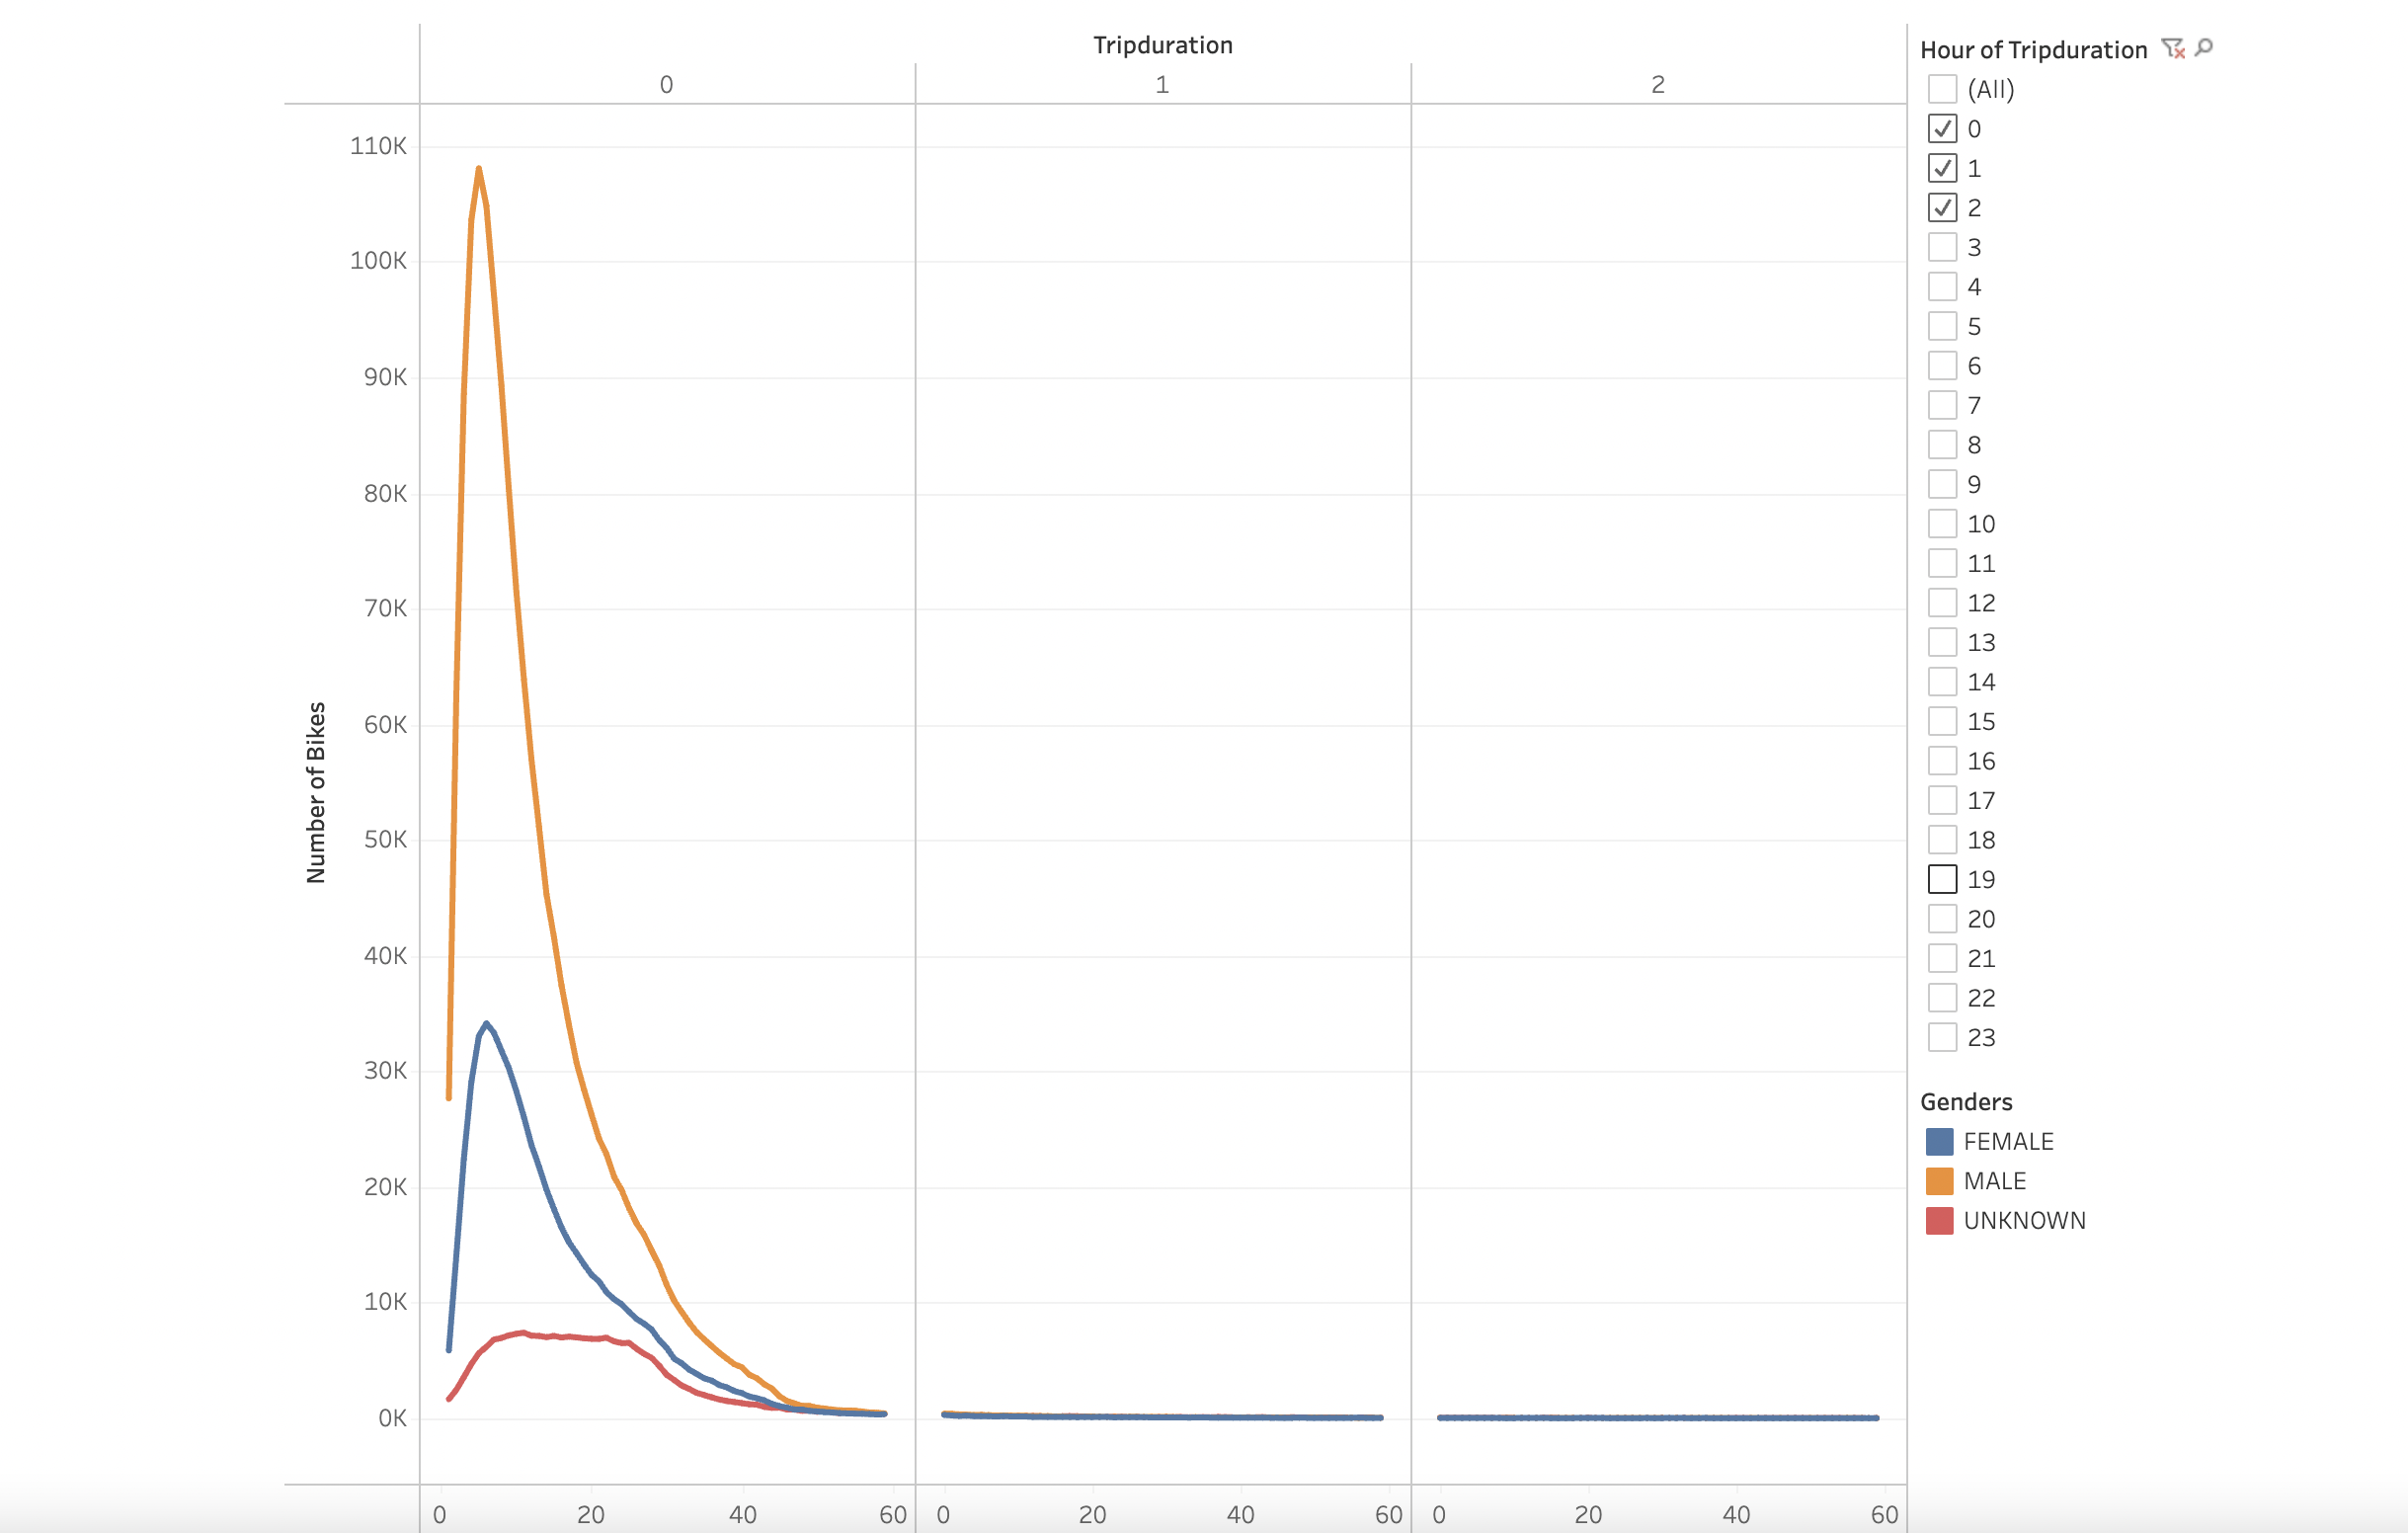 Tripduration
0
1
2
110K
100K
90K
80K
70K
60K
50K
40K
30K
20K
10K
0K
Number of Bikes
0 20 40 60
0 20 40 60
0 20 40 60
Hour of Tripduration
(All)
0
1
2
3
4
5
6
7
8
9
10
11
12
13
14
15
16
17
18
19
20
21
22
23
Genders
FEMALE
MALE
UNKNOWN